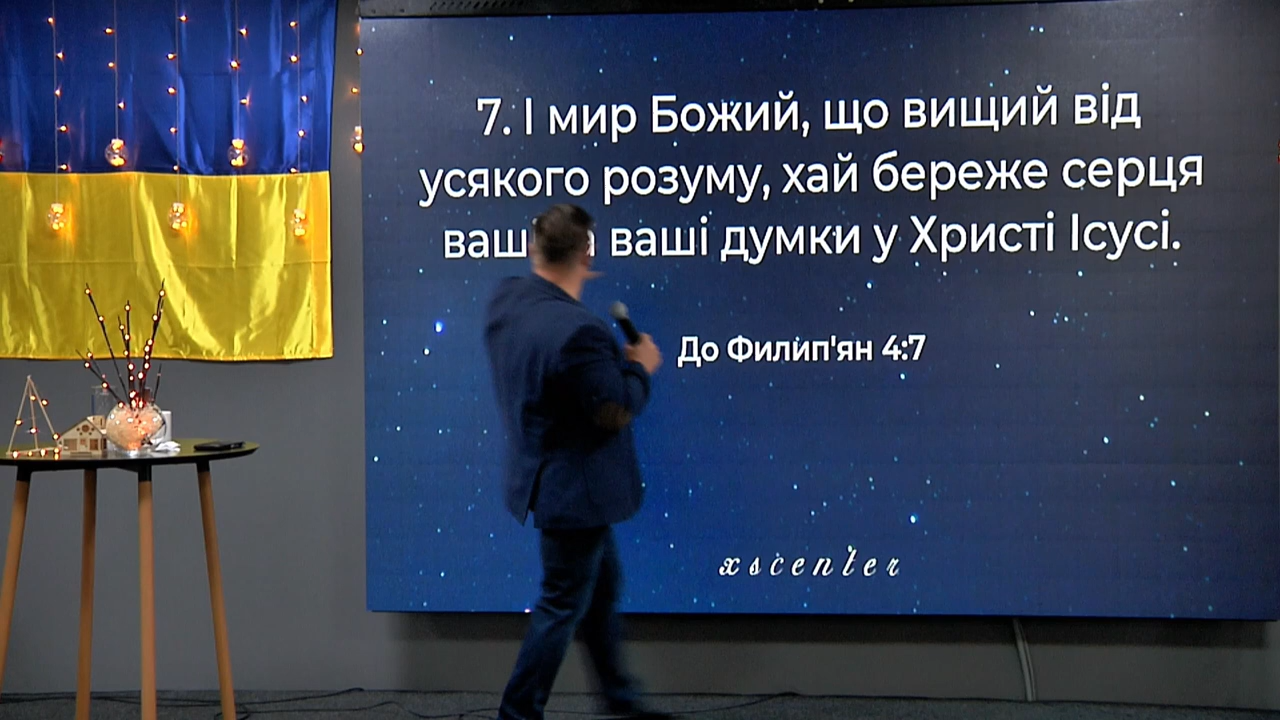 7. І мир Божий, що вищий від
усякого розуму, хай береже серця
ваші ваші думки у Христі Ісусі.
До Филип'ян 4:7
xscenter